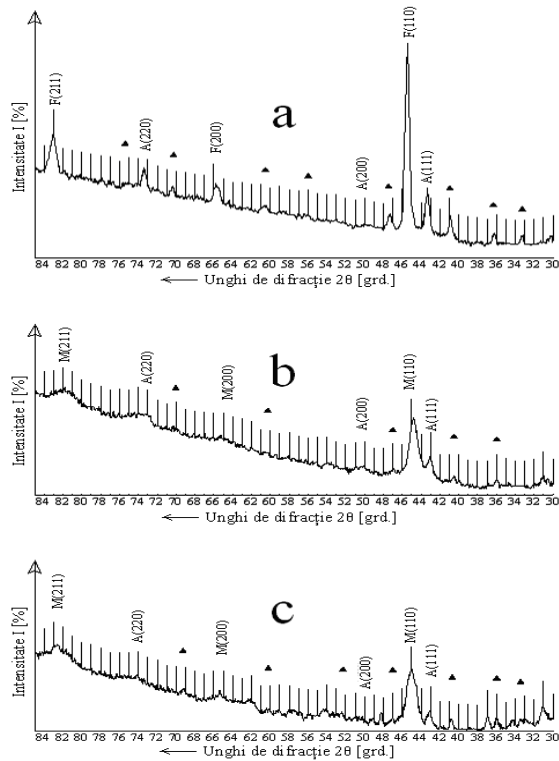 F(110)
F(211)
A(220)
F(200)
A(200)
A(111)
a
Intensitate I [%]
84 82 80 78 76 74 72 70 68 66 64 62 60 58 56 54 52 50 48 46 44 42 40 38 36 34 32 30
Unghi de difracţie 2θ [grd.]
M(211)
A(220)
M(200)
A(200)
M(110)
A(111)
b
Intensitate I [%]
84 82 80 78 76 74 72 70 68 66 64 62 60 58 56 54 52 50 48 46 44 42 40 38 36 34 32 30
Unghi de difracţie 2θ [grd.]
M(211)
A(220)
M(200)
A(200)
M(110)
A(111)
c
Intensitate I [%]
84 82 80 78 76 74 72 70 68 66 64 62 60 58 56 54 52 50 48 46 44 42 40 38 36 34 32 30
Unghi de difracţie 2θ [grd.]